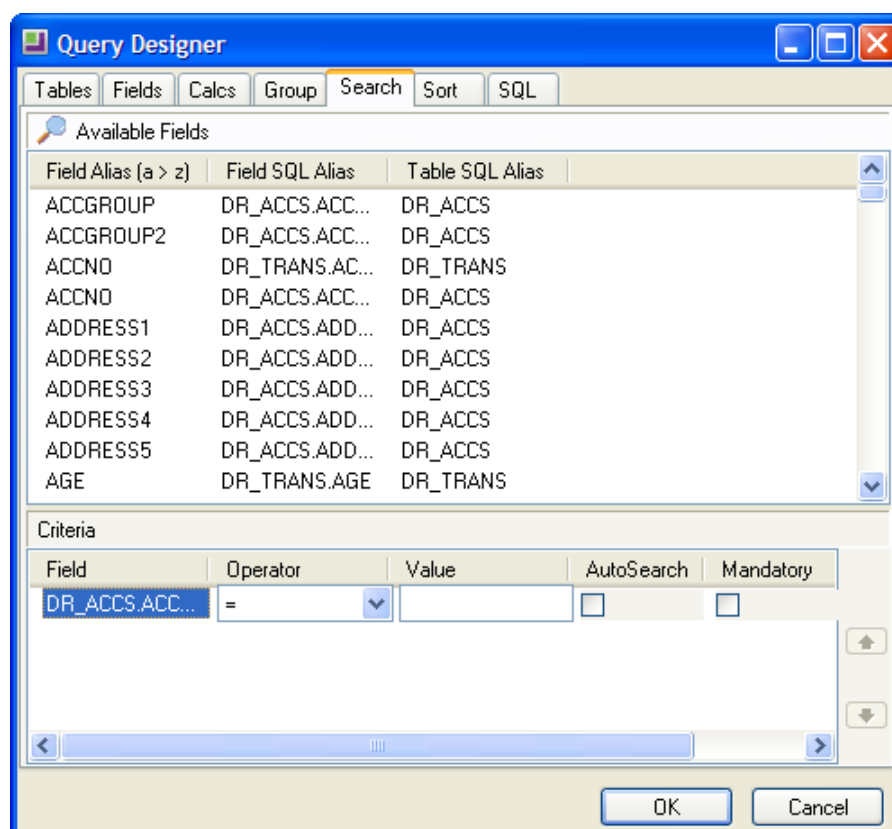 Query Designer
Tables Fields Calcs Group Search Sort SQL
Available Fields
Field Alias (a > z) Field SQL Alias Table SQL Alias
ACCGROUP DR_ACCS.ACC... DR_ACCS
ACCGROUP2 DR_ACCS.ACC... DR_ACCS
ACCNO DR_TRANS.AC... DR_TRANS
ACCNO DR_ACCS.ACC... DR_ACCS
ADDRESS1 DR_ACCS.ADD... DR_ACCS
ADDRESS2 DR_ACCS.ADD... DR_ACCS
ADDRESS3 DR_ACCS.ADD... DR_ACCS
ADDRESS4 DR_ACCS.ADD... DR_ACCS
ADDRESS5 DR_ACCS.ADD... DR_ACCS
AGE DR_TRANS.AGE DR_TRANS
Criteria
Field Operator Value AutoSearch Mandatory
DR_ACCS.ACC... =
OK Cancel